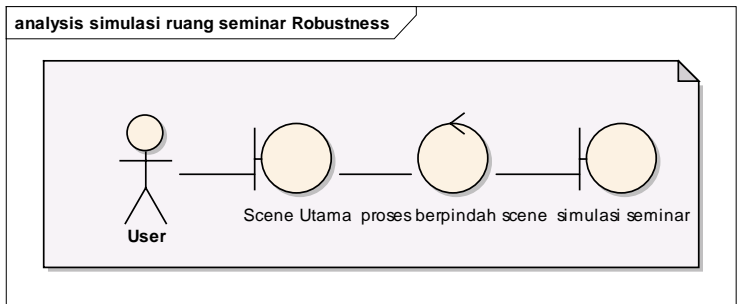 analysis simulasi ruang seminar Robustness
Scene Utama proses berpindah scene simulasi seminar
User